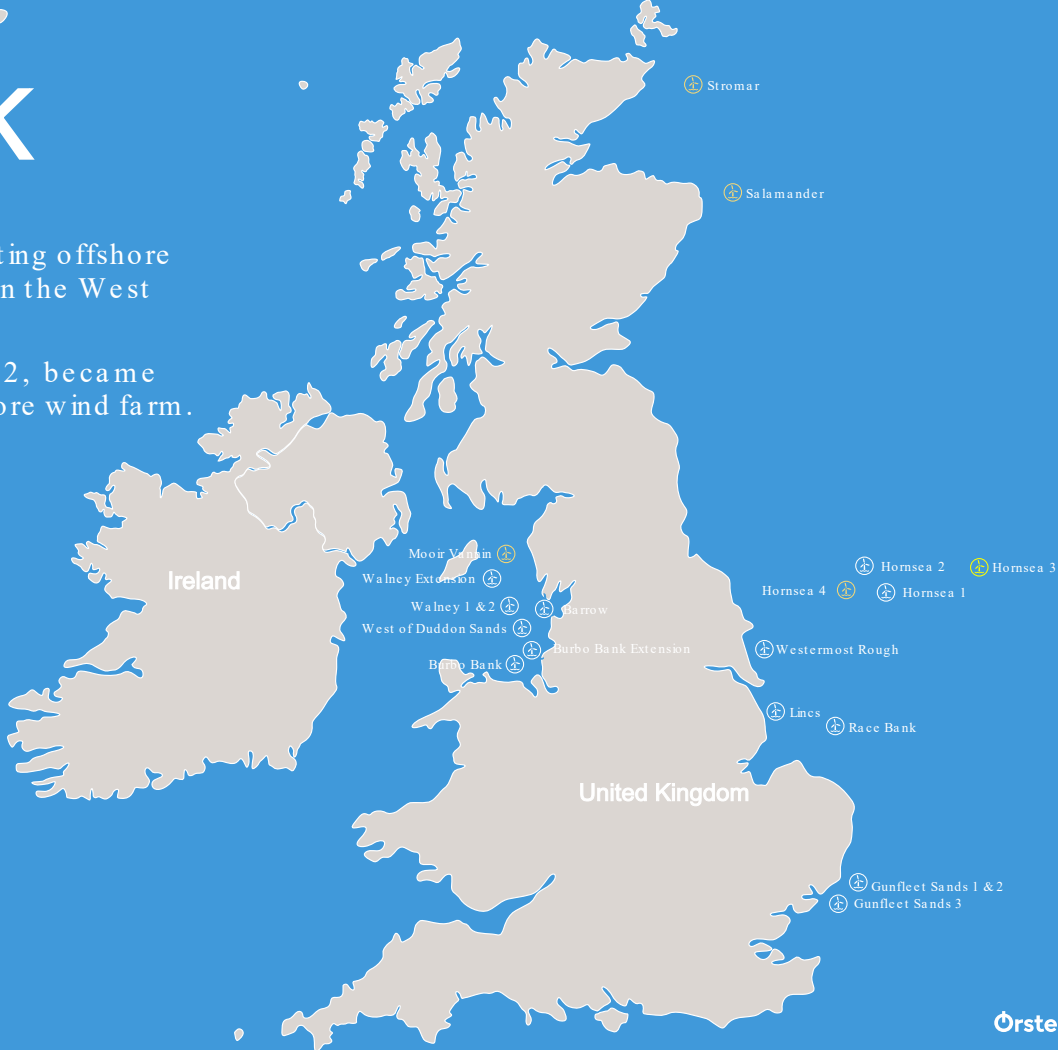 K
ting offshore
n the West
2, became
ore wind farm.
Stromar
Salamander
Mooir Vannin
Walney Extension
Walney 1 & 2
Barrow
West of Duddon Sands
Burbo Bank Extension
Burbo Bank
Hornsea 2
Hornsea 3
Hornsea 4
Hornsea 1
Westermost Rough
Lincs
Race Bank
Gunfleet Sands 1 & 2
Gunfleet Sands 3
Ireland
United Kingdom
Ørste